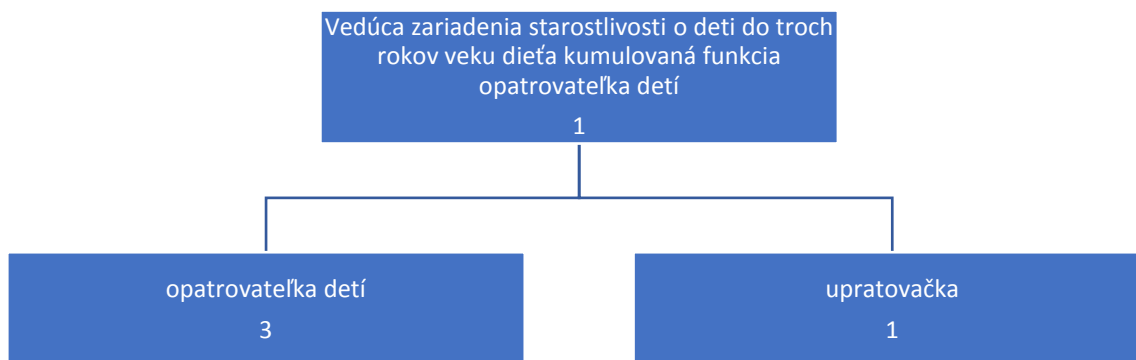 Vedúca zariadenia starostlivosti o deti do troch
rokov veku dieťa kumulovaná funkcia
opatrovateľka detí
1
opatrovateľka detí
3
upratovačka
1